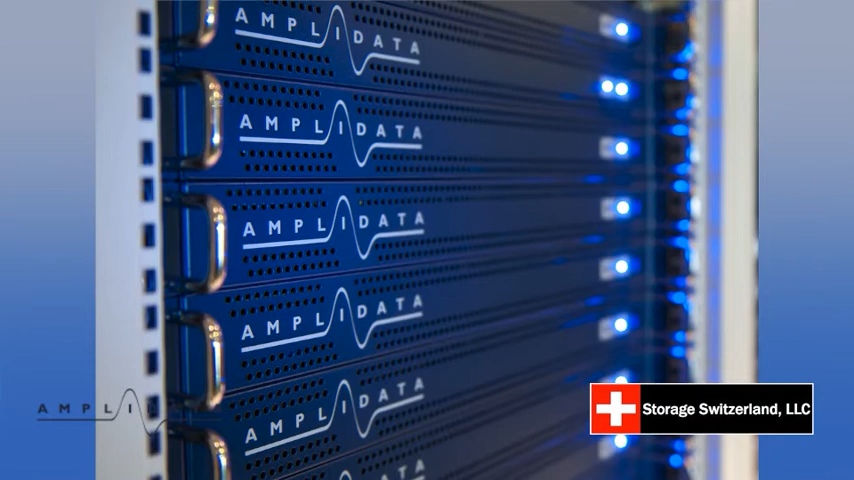 AMPLIDATA
AMPLIDATA
AMPLIDATA
AMPLIDATA
AMPLIDATA
AMPLI
Storage Switzerland, LLC